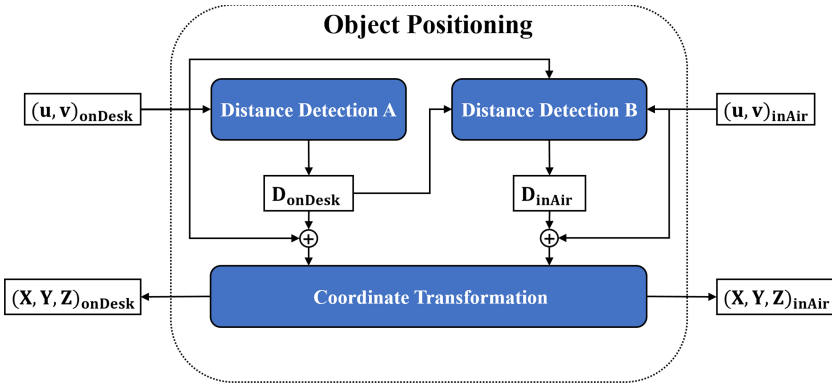 Object Positioning
(u, v)onDesk
Distance Detection A
Distance Detection B
(u, v)inAir
DonDesk
DinAir
+
+
(X, Y, Z)onDesk
Coordinate Transformation
(X, Y, Z)inAir